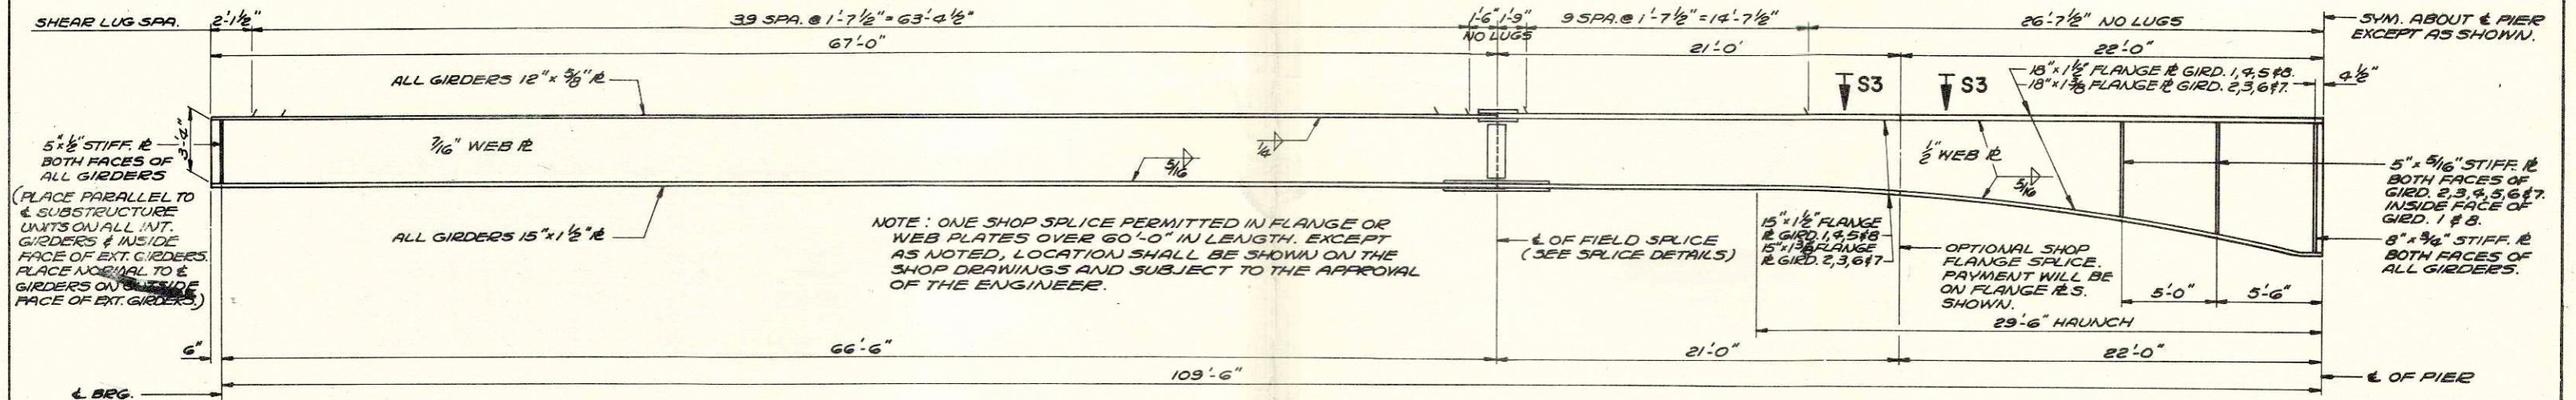 SHEAR LUG SPA.
2'-1½"
39 SPA. @ 1'-7½" = 63'-4½"
1'-6" 1'-9"
NO LUGS
9 SPA. @ 1'-7½" = 14'-7½"
26'-7½" NO LUGS
SYM. ABOUT ℄ PIER
EXCEPT AS SHOWN.
67'-0"
21'-0"
22'-0"
ALL GIRDERS 12" x 5/8" ℄
18" x 1½" FLANGE ℄ GIRD. 1,4,5 & 8.
18" x 1⅜ FLANGE ℄ GIRD. 2,3,6 & 7.
4½"
S3
S3
3'-4"
5" x ½" STIFF. ℄
BOTH FACES OF
ALL GIRDERS
(PLACE PARALLEL TO
℄ SUBSTRUCTURE
UNITS ON ALL INT.
GIRDERS & INSIDE
FACE OF EXT. GIRDERS.
PLACE NORMAL TO ℄
GIRDERS ON OUTSIDE
FACE OF EXT. GIRDERS.)
7/16" WEB ℄
5/16
1/4
½" WEB ℄
5/16
5" x 5/16" STIFF. ℄
BOTH FACES OF
GIRD. 2,3,4,5,6 & 7.
INSIDE FACE OF
GIRD. 1 & 8.
8" x 3/4" STIFF. ℄
BOTH FACES OF
ALL GIRDERS.
ALL GIRDERS 15" x 1½" ℄
NOTE: ONE SHOP SPLICE PERMITTED IN FLANGE OR
WEB PLATES OVER 60'-0" IN LENGTH. EXCEPT
AS NOTED, LOCATION SHALL BE SHOWN ON THE
SHOP DRAWINGS AND SUBJECT TO THE APPROVAL
OF THE ENGINEER.
℄ OF FIELD SPLICE
(SEE SPLICE DETAILS)
15" x 1½" FLANGE
℄ GIRD. 1,4,5 & 8
15" x 1⅜ FLANGE
℄ GIRD. 2,3,6 & 7
OPTIONAL SHOP
FLANGE SPLICE.
PAYMENT WILL BE
ON FLANGE ℄S.
SHOWN.
5'-0"
5'-6"
29'-6" HAUNCH
6"
66'-6"
21'-0"
22'-0"
109'-6"
℄ BRG.
℄ OF PIER